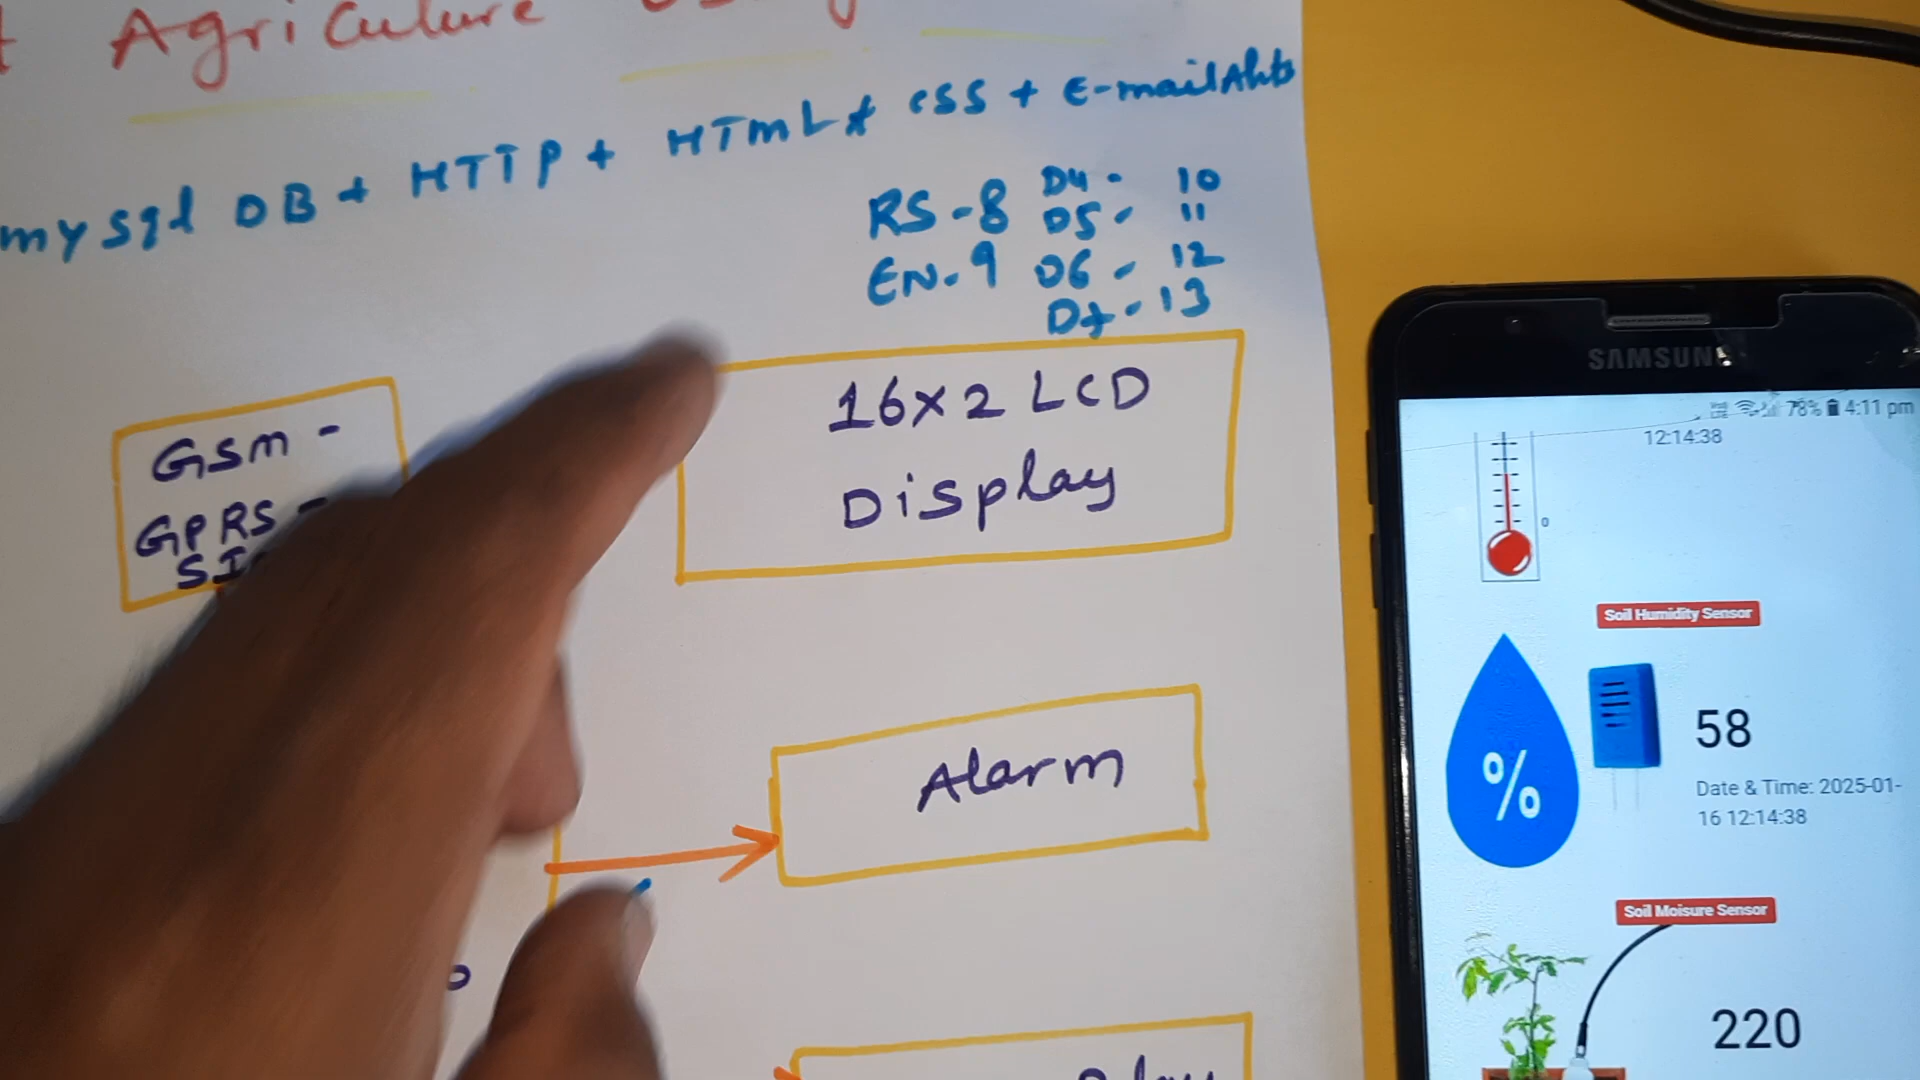 Agriculture
mysql DB + HTTP + HTML + CSS + E-mail Alrts
RS-8 D4- 10
D5- 11
EN-9 D6- 12
D7-13
Gsm -
GPRS -
16x2 LCD
Display
Alarm
SAMSUNG
78% 4:11 pm
12:14:38
0
Soil Humidity Sensor
%
58
Date & Time: 2025-01-
16 12:14:38
Soil Moisure Sensor
220